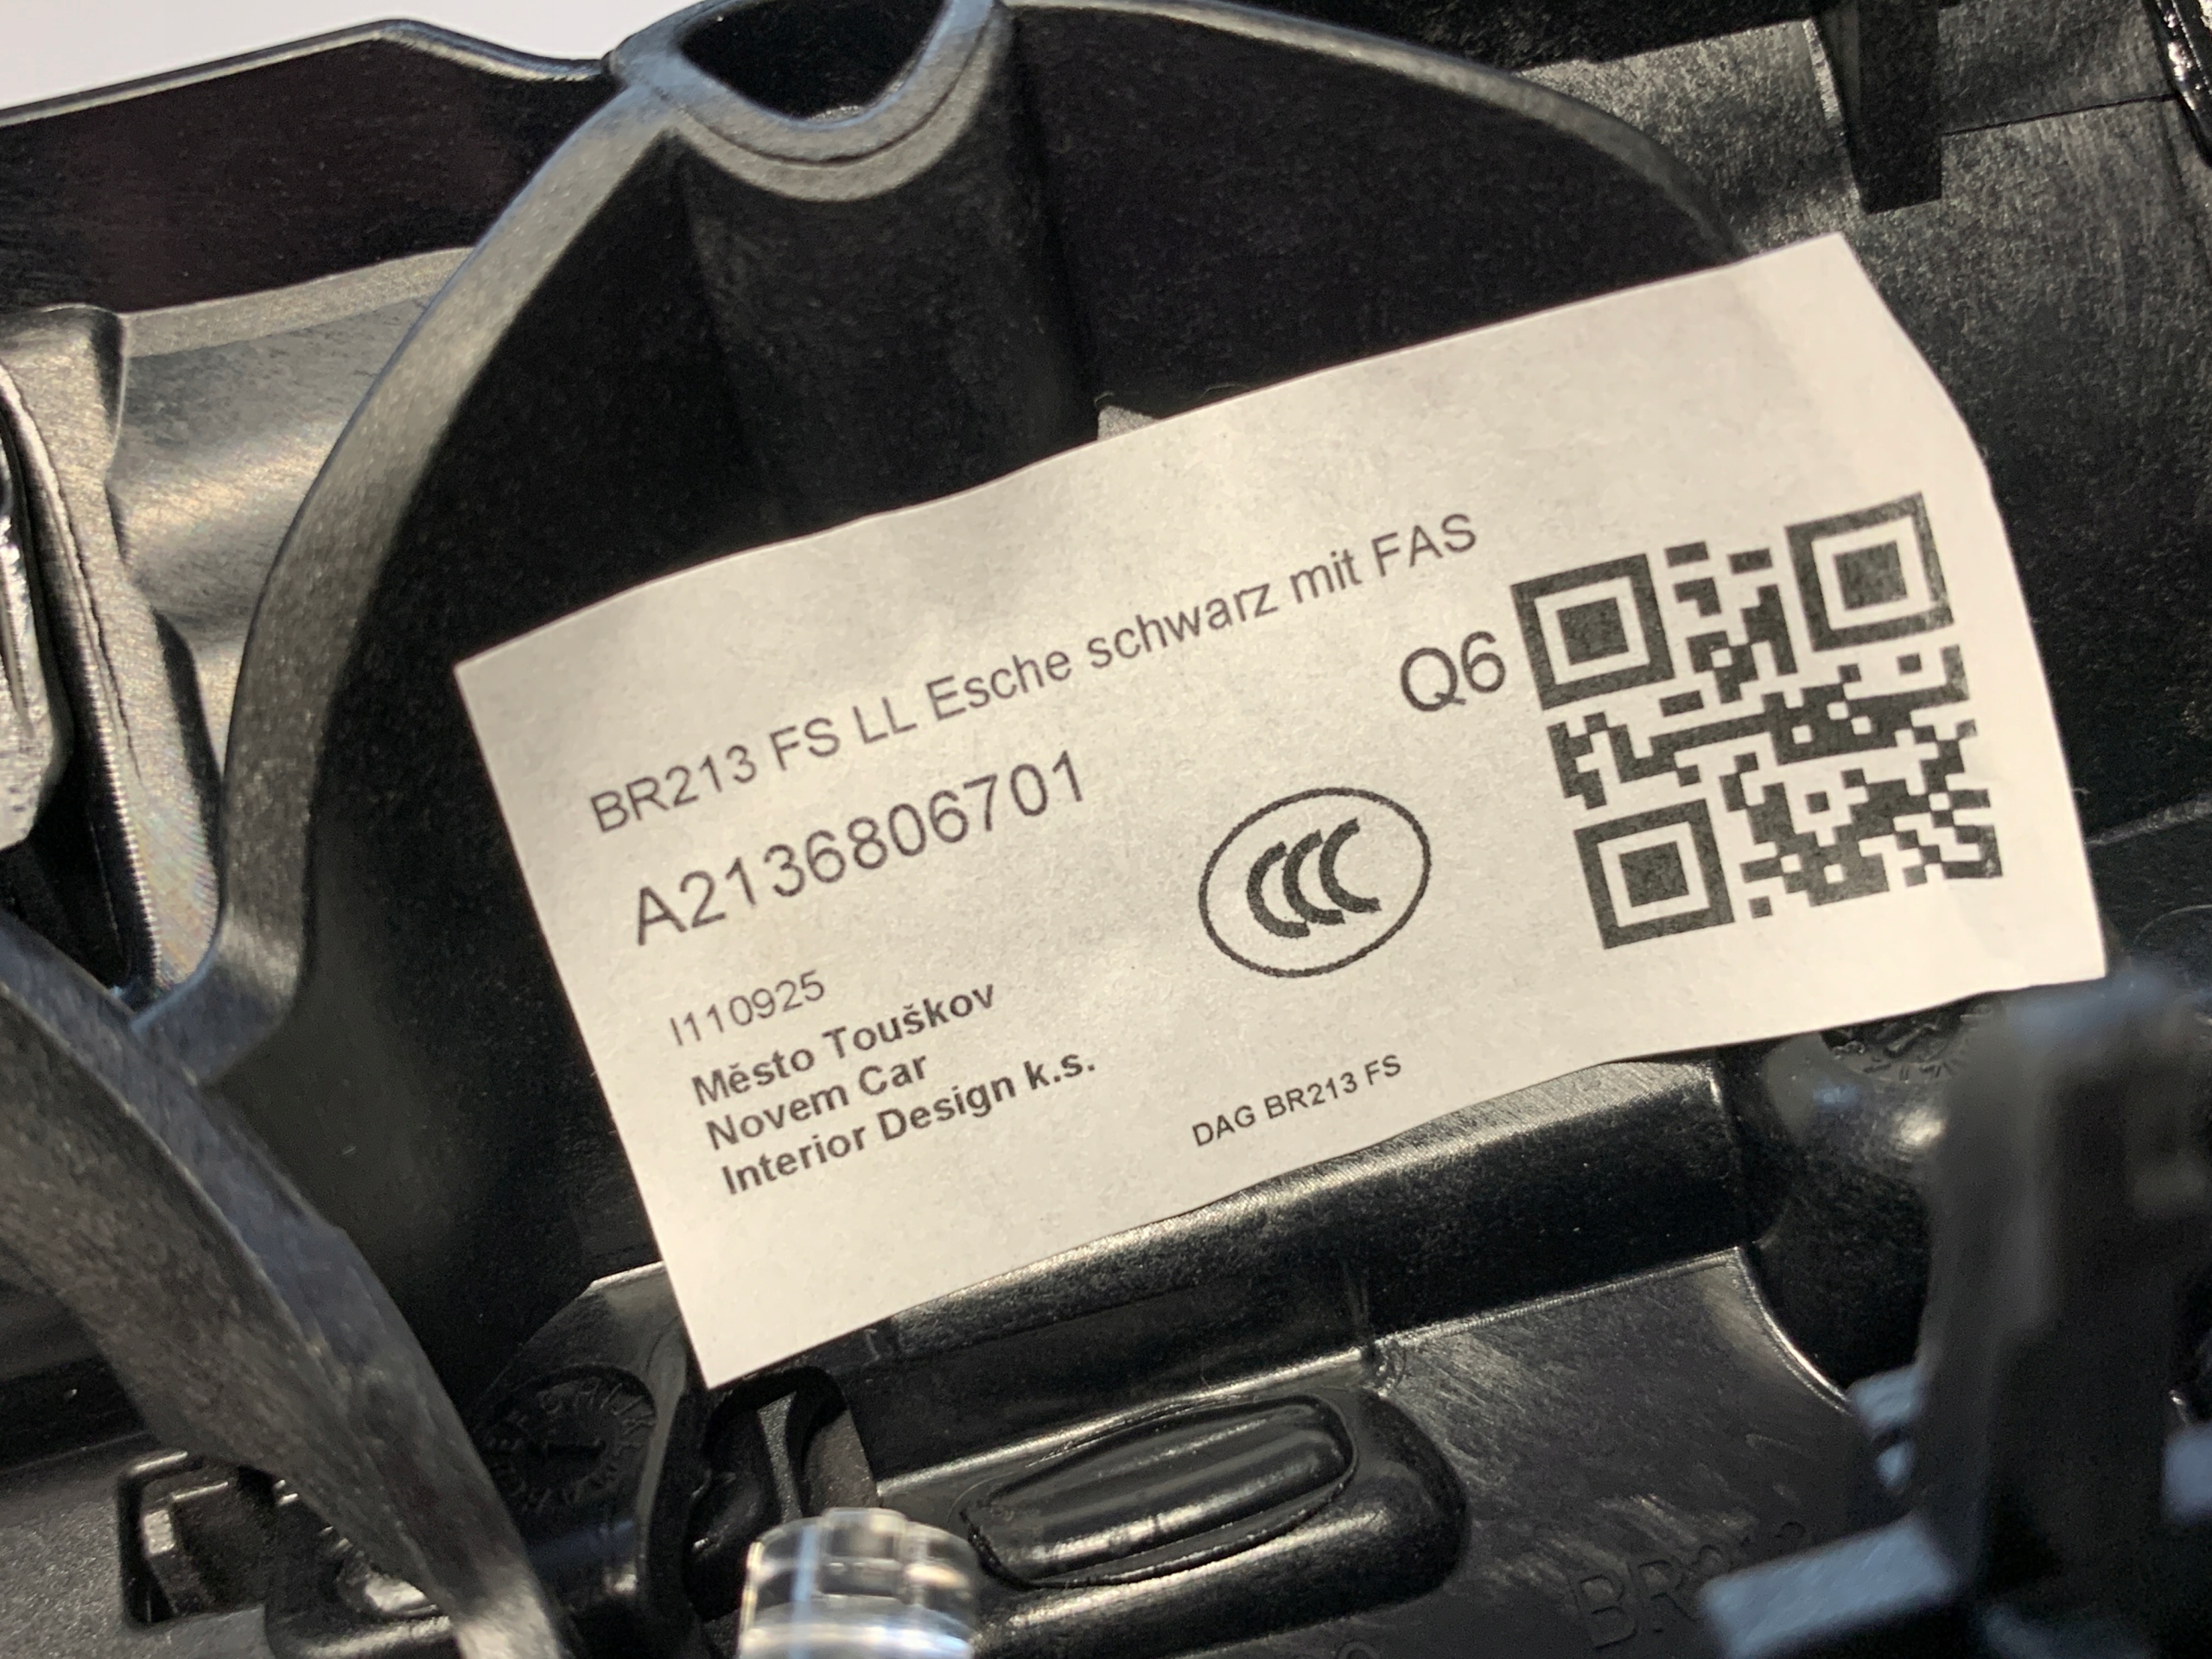 BR213 FS LL Esche schwarz mit FAS
Q6
A2136806701
CCC
I110925
Město Touškov
Novem Car
Interior Design k.s.
DAG BR213 FS